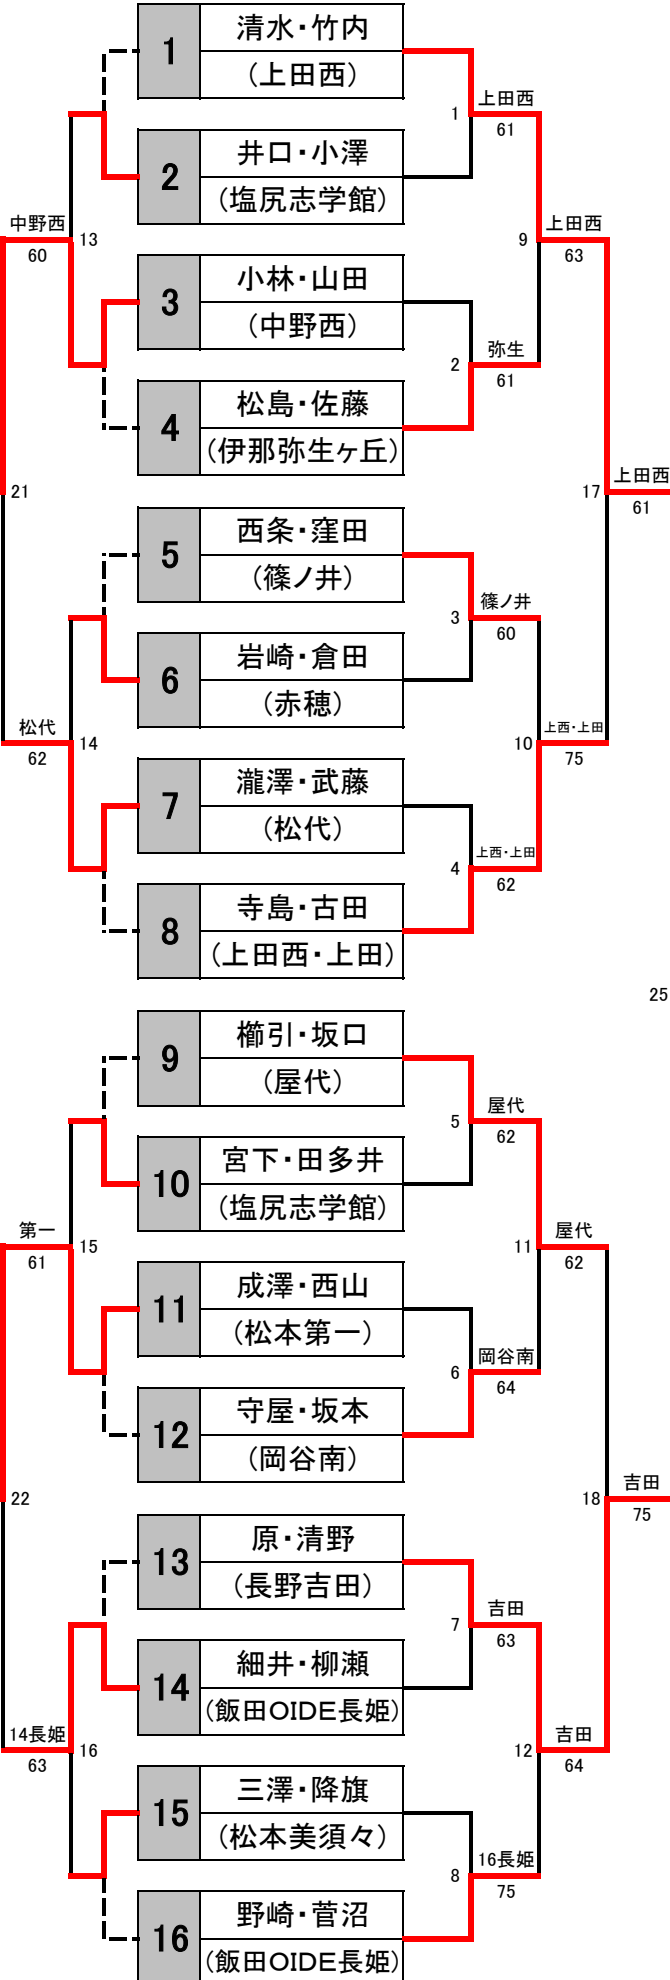 清水・竹内
1
(上田西)
上田西
1
61
井口・小澤
2
(塩尻志学館)
中野西
13
60
9
上田西
63
小林・山田
3
(中野西)
弥生
2
61
松島・佐藤
4
(伊那弥生ヶ丘)
上田西
21
17
61
西条・窪田
5
(篠ノ井)
篠ノ井
3
60
岩崎・倉田
6
(赤穂)
松代
14
62
10
上西・上田
75
瀧澤・武藤
7
(松代)
上西・上田
4
62
寺島・古田
8
(上田西・上田)
25
櫛引・坂口
9
(屋代)
屋代
5
62
宮下・田多井
10
(塩尻志学館)
第一
15
61
11
屋代
62
成澤・西山
11
(松本第一)
岡谷南
6
64
守屋・坂本
12
(岡谷南)
吉田
22
18
75
原・清野
13
(長野吉田)
吉田
7
63
細井・柳瀬
14
(飯田OIDE長姫)
14長姫
16
63
12
吉田
64
三澤・降旗
15
(松本美須々)
16長姫
8
75
野崎・菅沼
16
(飯田OIDE長姫)